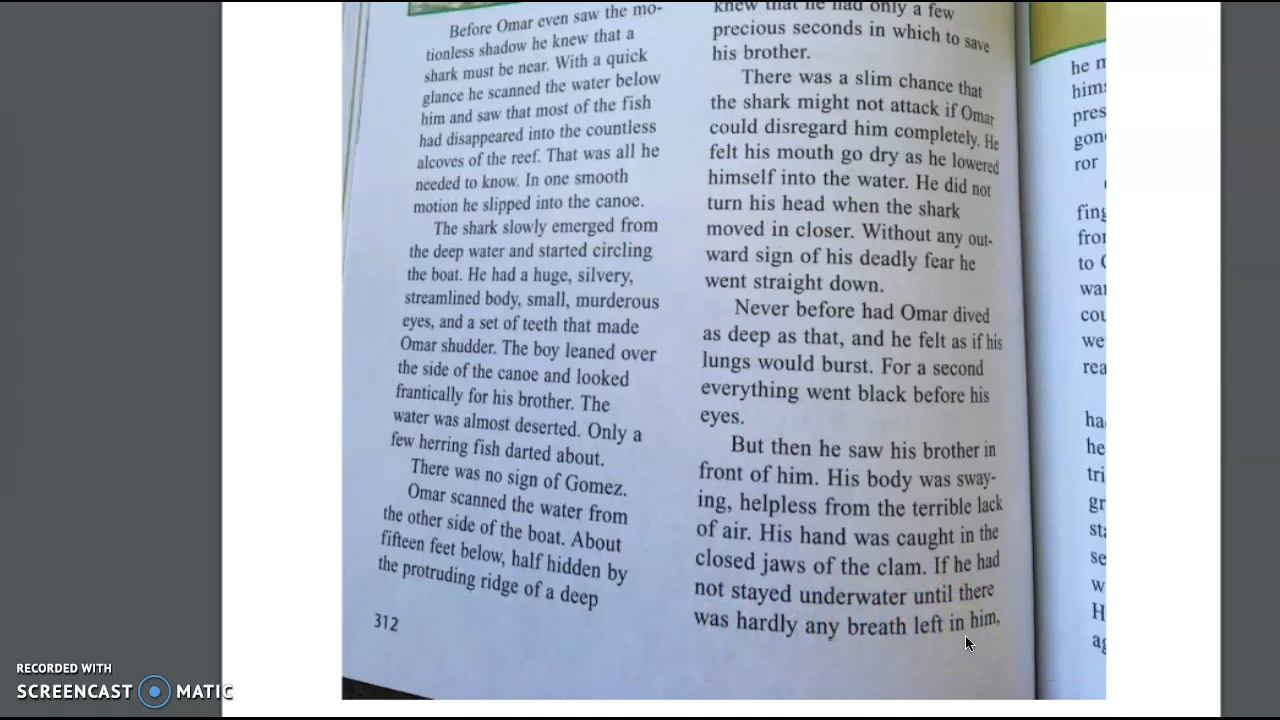 Before Omar even saw the mo-
tionless shadow he knew that a
shark must be near. With a quick
glance he scanned the water below
him and saw that most of the fish
had disappeared into the countless
alcoves of the reef. That was all he
needed to know. In one smooth
motion he slipped into the canoe.
The shark slowly emerged from
the deep water and started circling
the boat. He had a huge, silvery,
streamlined body, small, murderous
eyes, and a set of teeth that made
Omar shudder. The boy leaned over
the side of the canoe and looked
frantically for his brother. The
water was almost deserted. Only a
few herring fish darted about.
There was no sign of Gomez.
Omar scanned the water from
the other side of the boat. About
fifteen feet below, half hidden by
the protruding ridge of a deep
312
knew that he had only a few
precious seconds in which to save
his brother.
There was a slim chance that
the shark might not attack if Omar
could disregard him completely. He
felt his mouth go dry as he lowered
himself into the water. He did not
turn his head when the shark
moved in closer. Without any out-
ward sign of his deadly fear he
went straight down.
Never before had Omar dived
as deep as that, and he felt as if his
lungs would burst. For a second
everything went black before his
eyes.
But then he saw his brother in
front of him. His body was sway-
ing, helpless from the terrible lack
of air. His hand was caught in the
closed jaws of the clam. If he had
not stayed underwater until there
was hardly any breath left in him,
he
pres
ror
to
we
rea
he
tri
gr
RECORDED WITH
SCREENCAST MATIC